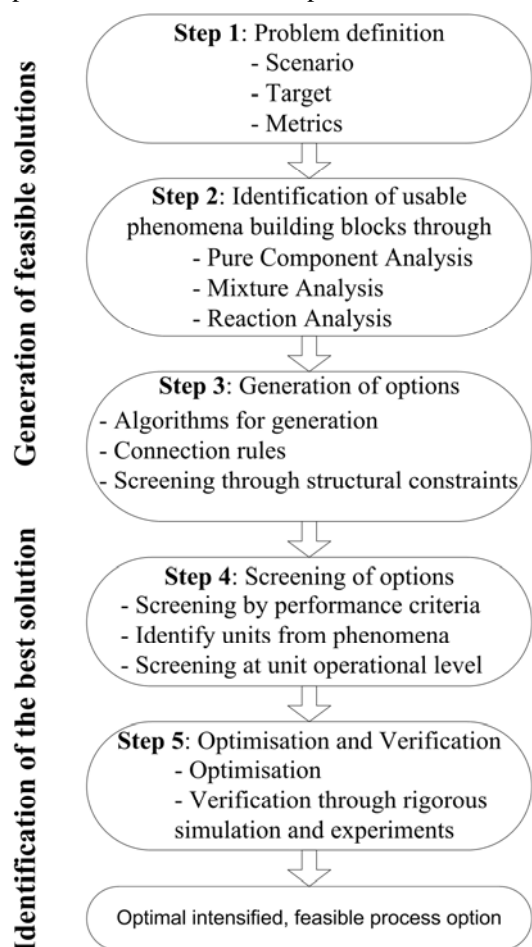 Step 1: Problem definition
- Scenario
- Target
- Metrics
Step 2: Identification of usable
phenomena building blocks through
- Pure Component Analysis
- Mixture Analysis
- Reaction Analysis
Step 3: Generation of options
- Algorithms for generation
- Connection rules
- Screening through structural constraints
Generation of feasible solutions
Step 4: Screening of options
- Screening by performance criteria
- Identify units from phenomena
- Screening at unit operational level
Step 5: Optimisation and Verification
- Optimisation
- Verification through rigorous
simulation and experiments
Optimal intensified, feasible process option
Identification of the best solution